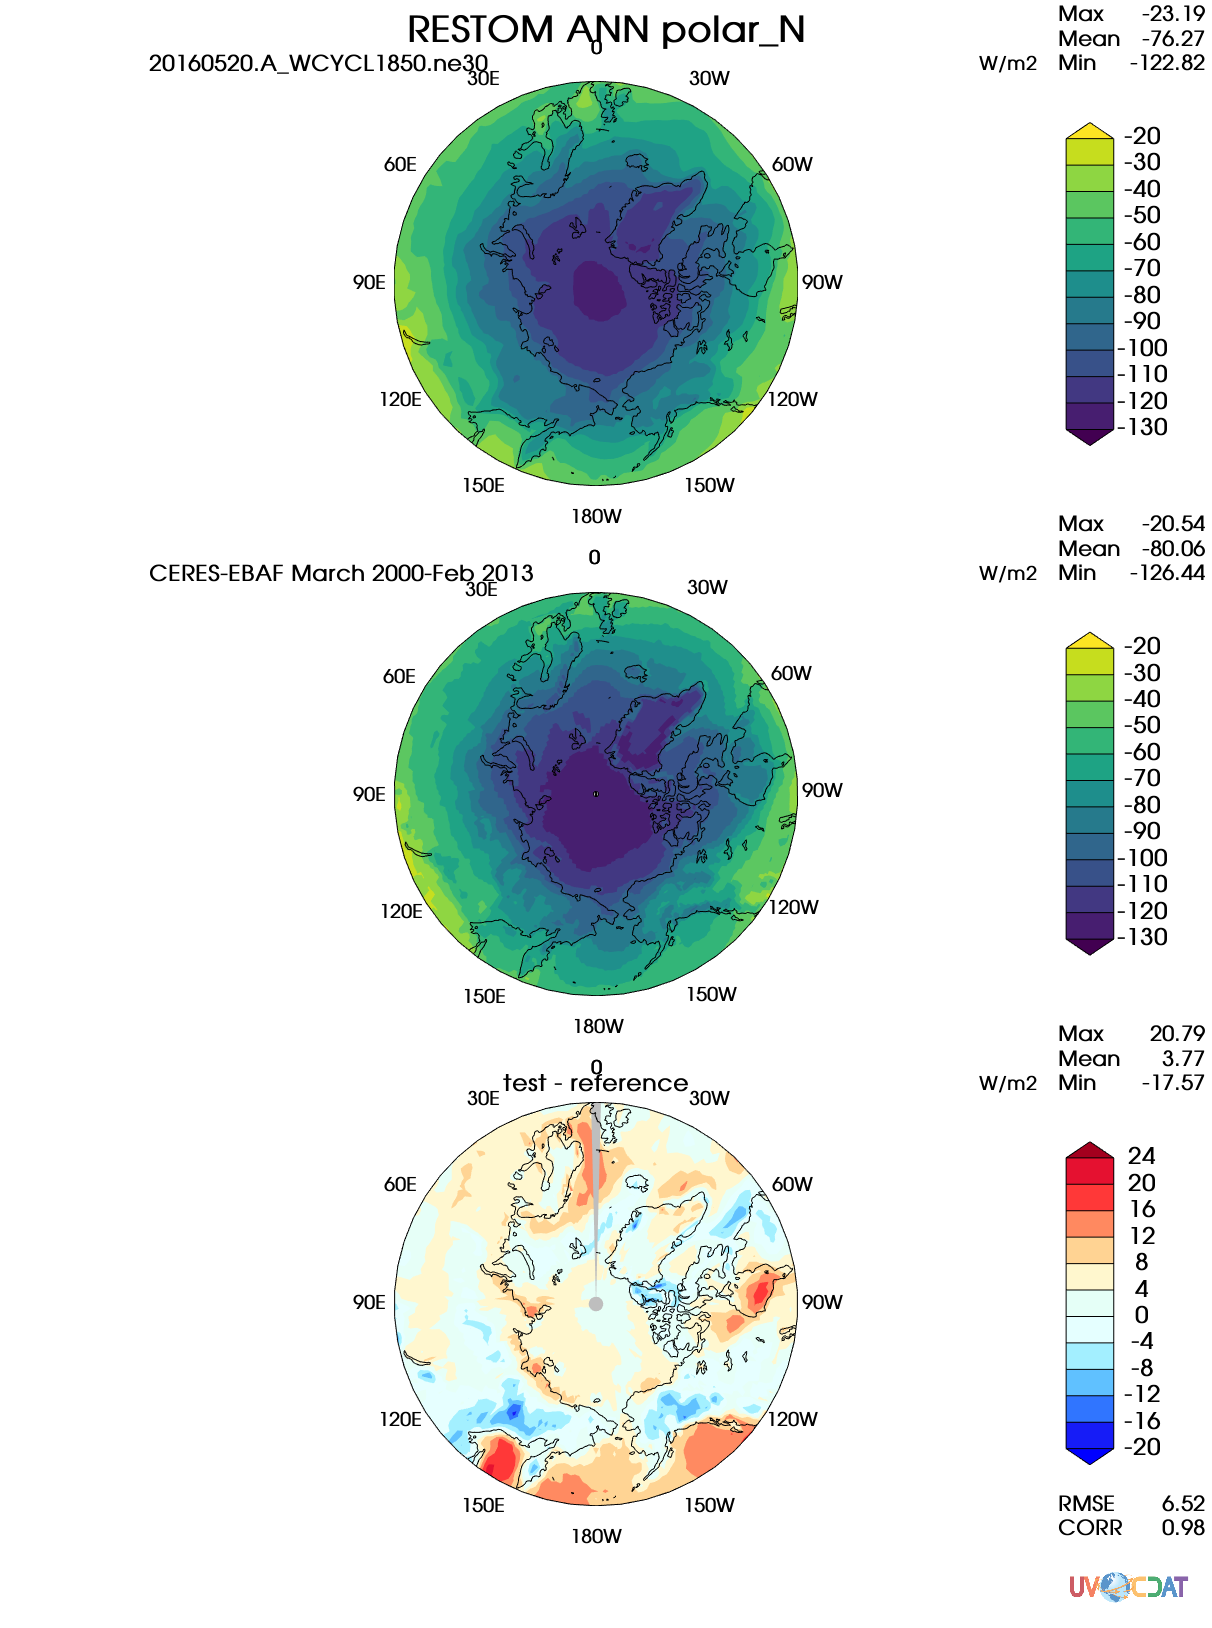 RESTOM ANN polar_N
Max -23.19
Mean -76.27
W/m2 Min -122.82
20160520.A_WCYCL1850.ne30
0
30E 30W
60E 60W
90E 90W
120E 120W
150E 150W
180W
-20
-30
-40
-50
-60
-70
-80
-90
-100
-110
-120
-130
Max -20.54
Mean -80.06
W/m2 Min -126.44
CERES-EBAF March 2000-Feb 2013
0
30E 30W
60E 60W
90E 90W
120E 120W
150E 150W
180W
-20
-30
-40
-50
-60
-70
-80
-90
-100
-110
-120
-130
Max 20.79
Mean 3.77
W/m2 Min -17.57
test - reference
0
30E 30W
60E 60W
90E 90W
120E 120W
150E 150W
180W
24
20
16
12
8
4
0
-4
-8
-12
-16
-20
RMSE 6.52
CORR 0.98
UV CDAT